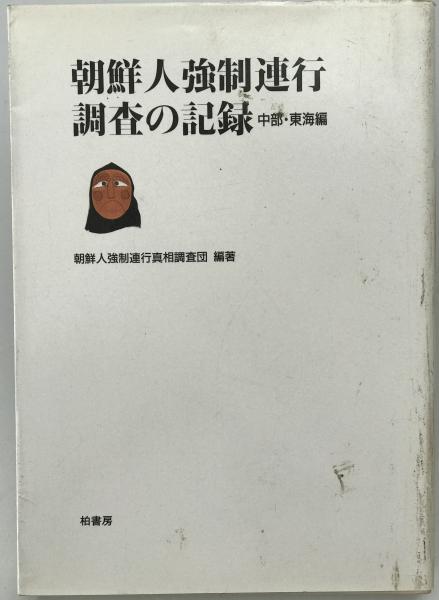 朝鮮人強制連行
調査の記録 中部・東海編
朝鮮人強制連行真相調査団 編著
柏書房